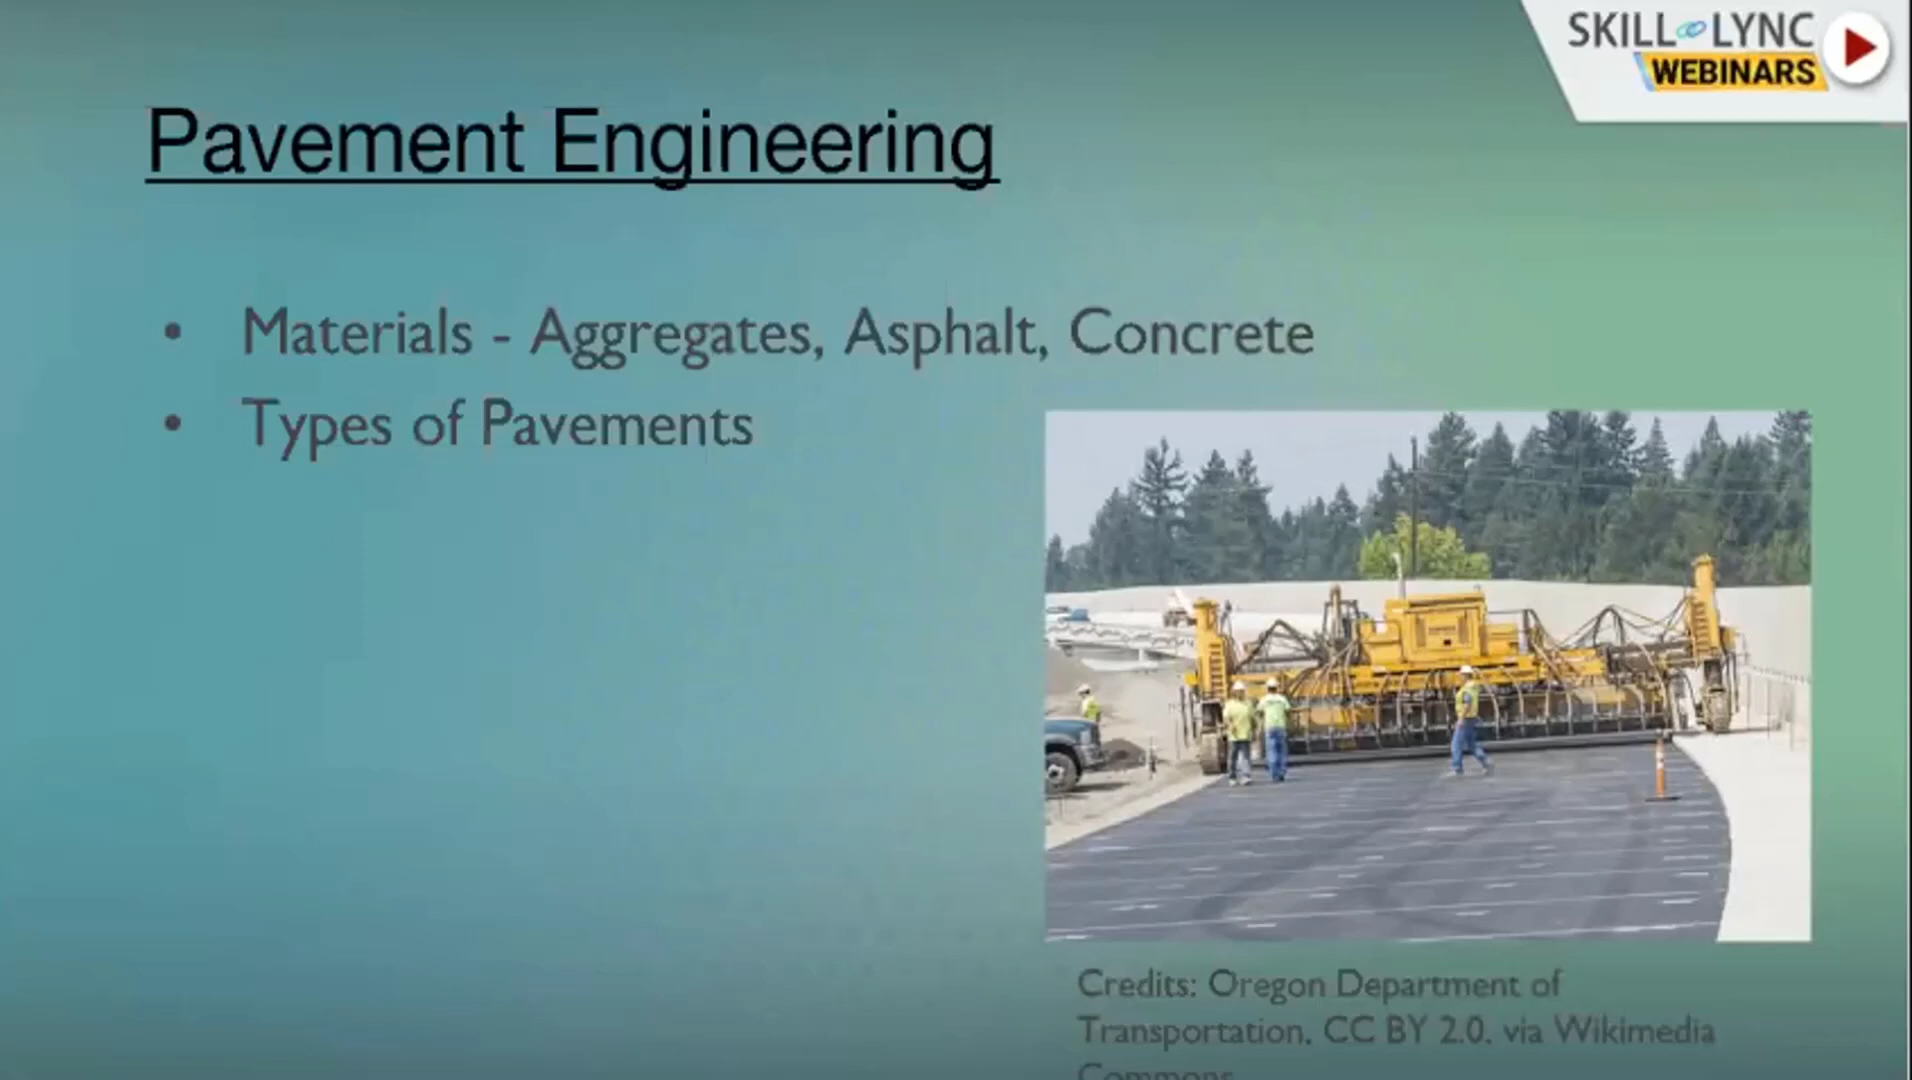 SKILL LYNC
WEBINARS
Pavement Engineering
• Materials - Aggregates, Asphalt, Concrete
• Types of Pavements
Credits: Oregon Department of
Transportation, CC BY 2.0, via Wikimedia
Commons